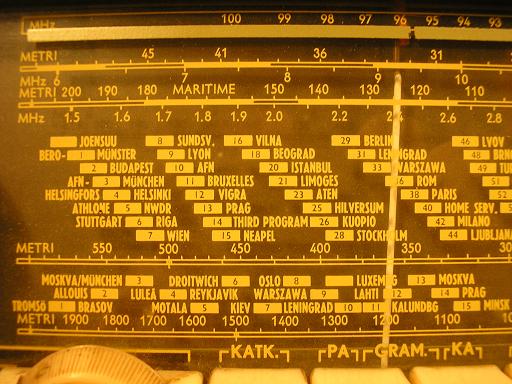 MHz 100 99 98 97 96 95 94 93
METRI 45 41 36 31
MHz 6 7 8 9 10
METRI 200 190 180 MARITIME 150 140 130 120 110
MHz 1.5 1.6 1.7 1.8 1.9 2.0 2.2 2.4 2.6 2.8
JOENSUU 8 SUNDSV. 16 VILNA 29 BERLIN 46 LVOV
BERO- 1 MÜNSTER 9 LYON 18 BEOGRAD 31 LENINGRAD 48
2 BUDAPEST 10 AFN 20 ISTANBUL 33 WARSZAWA 49
AFN- 3 MÜNCHEN 11 BRUXELLES 21 LIMOGES 36 ROM 51
HELSINGFORS 4 HELSINKI 12 VIGRA 23 ATEN 38 PARIS 52
ATHLONE 5 NOWDK 13 PRAG 25 HILVERSUM 40 HOME SERV.
STUTTGART 6 RIGA 14 THIRD PROGRAM 26 KUOPIO 42 MILANO
7 WIEN 15 NEAPEL 28 STOCKHOLM 44 LJUBLJANA
METRI 550 500 450 400 350
MOSKVA/MÜNCHEN 3 DROITWICH 6 OSLO 8 LUXEMG 13 MOSKVA
ALLOUIS 2 LULEA 4 REYKJAVIK WARSZAWA 9 LAHTI 12 14 PRAG
TROMSÖ 1 BRASOV MOTALA 5 KIEV 7 LENINGRAD 10 11 KALUNDBG 15 MINSK
METRI 1900 1800 1700 1600 1500 1400 1300 1200 1100
KATK. PA GRAM. KA